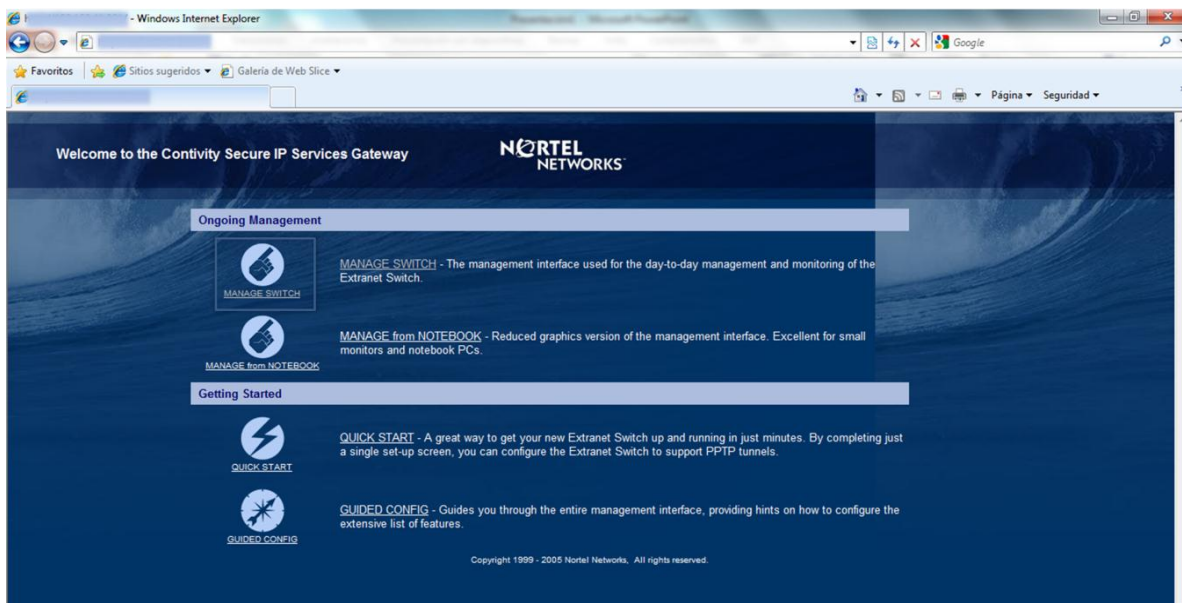 - Windows Internet Explorer
Google
Favoritos
Sitios sugeridos
Galería de Web Slice
Página
Seguridad
Welcome to the Contivity Secure IP Services Gateway
NORTEL
NETWORKS
Ongoing Management
MANAGE SWITCH
MANAGE SWITCH - The management interface used for the day-to-day management and monitoring of the
Extranet Switch.
MANAGE from NOTEBOOK
MANAGE from NOTEBOOK - Reduced graphics version of the management interface. Excellent for small
monitors and notebook PCs.
Getting Started
QUICK START
QUICK START - A great way to get your new Extranet Switch up and running in just minutes. By completing just
a single set-up screen, you can configure the Extranet Switch to support PPTP tunnels.
GUIDED CONFIG
GUIDED CONFIG - Guides you through the entire management interface, providing hints on how to configure the
extensive list of features.
Copyright 1999 - 2005 Nortel Networks, All rights reserved.